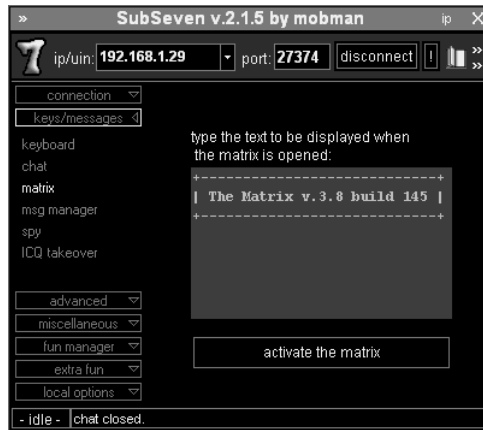 » SubSeven v.2.1.5 by mobman ip X
7 ip/uin: 192.168.1.29 port: 27374 disconnect ! »
»
connection
keys/messages
keyboard
chat
matrix
msg manager
spy
ICQ takeover
advanced
miscellaneous
fun manager
extra fun
local options
type the text to be displayed when
the matrix is opened:
+--------------------------+
| The Matrix v.3.8 build 145 |
+--------------------------+
activate the matrix
- idle - chat closed.